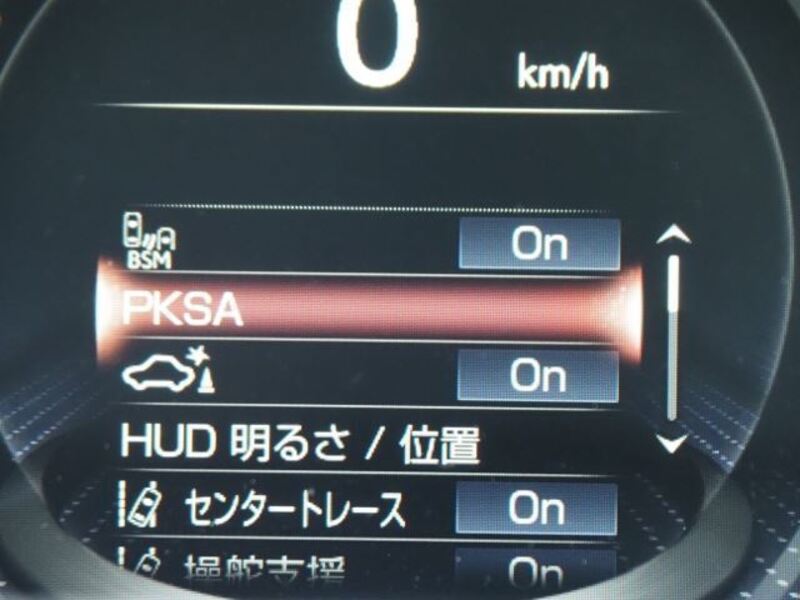 0 km/h
BSM On
PKSA
On
HUD 明るさ / 位置
センタートレース On
操舵支援 On